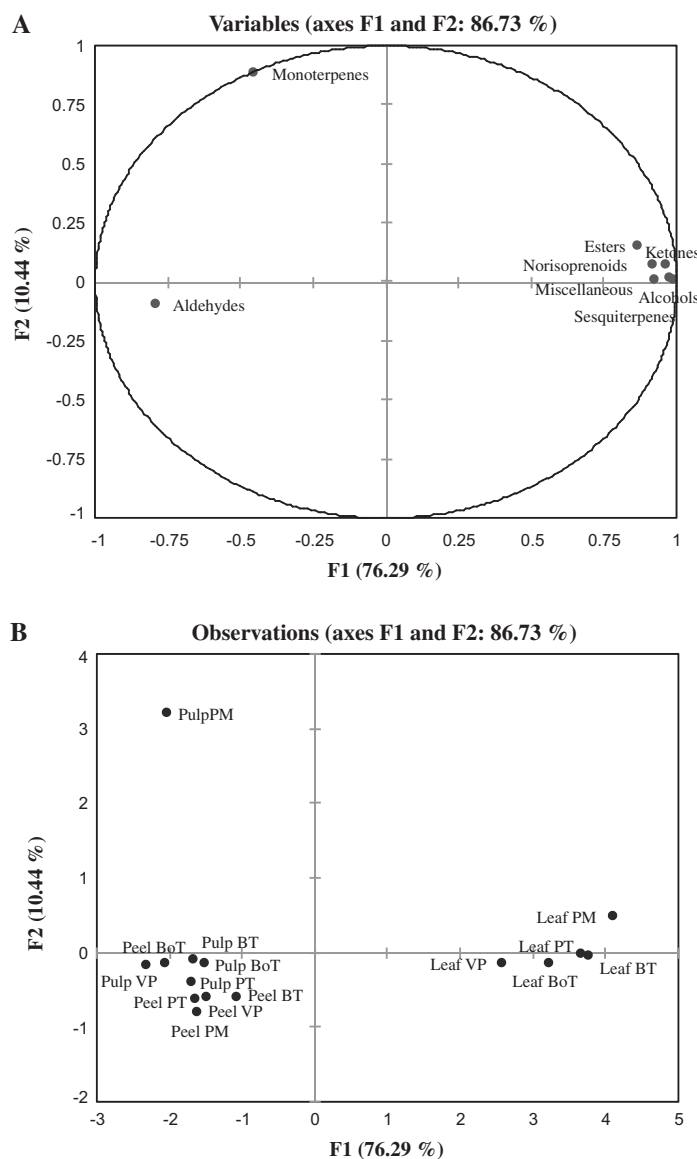 A
Variables (axes F1 and F2: 86.73 %)
1
Monoterpenes
0.75
0.5
0.25
Esters
Ketones
Norisoprenoids
0
Miscellaneous
Alcohols
Aldehydes
Sesquiterpenes
-0.25
-0.5
-0.75
-1
F2 (10.44 %)
-1 -0.75 -0.5 -0.25 0 0.25 0.5 0.75 1
F1 (76.29 %)
B
Observations (axes F1 and F2: 86.73 %)
4
PulpPM
3
2
1
Leaf PM
Peel BoT Pulp BT
Leaf PT
0
Pulp BoT
Leaf VP
Leaf BT
Pulp VP
Pulp PT
Leaf BoT
Peel PT
Peel BT
Peel VP
-1
Peel PM
-2
F2 (10.44 %)
-3 -2 -1 0 1 2 3 4 5
F1 (76.29 %)